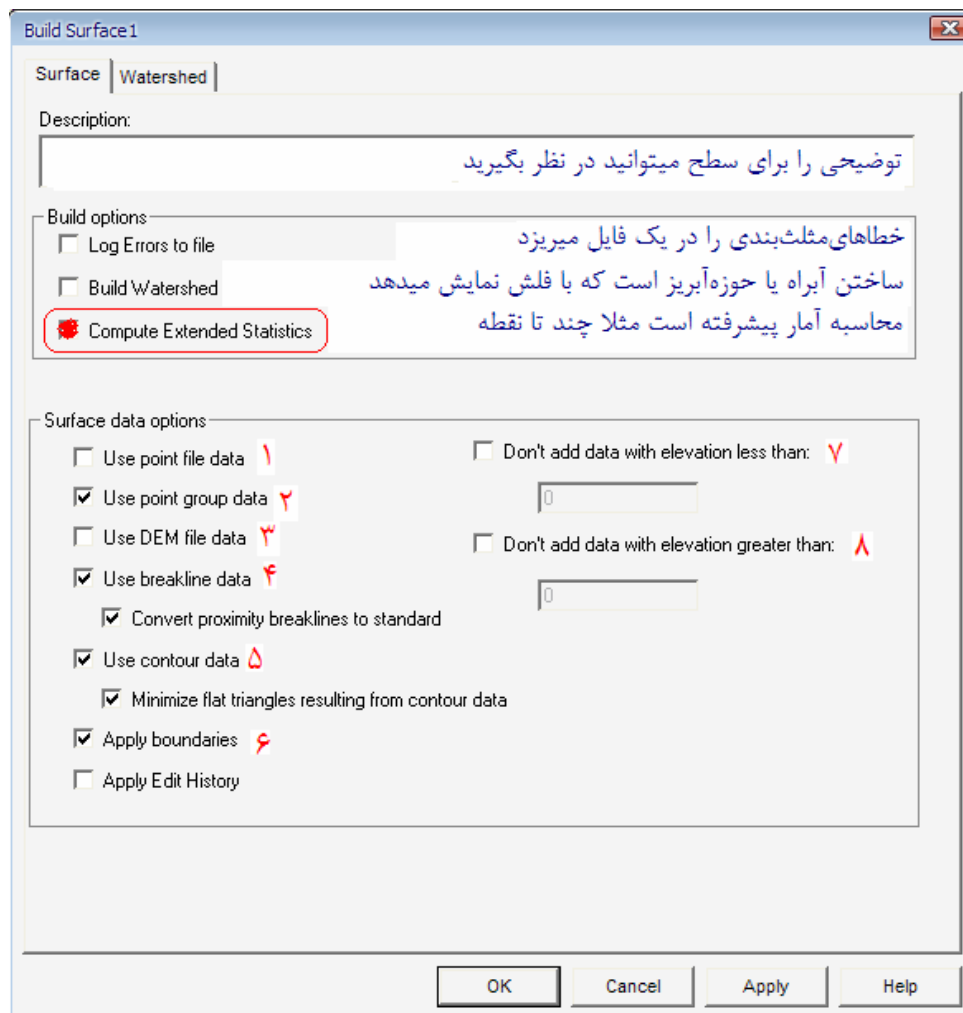 Build Surface1
Surface
Watershed
Description:
توضیحی را برای سطح میتوانید در نظر بگیرید
Build options
Log Errors to file
خطاهای‌مثلث‌بندی را در یک فایل میریزد
Build Watershed
ساختن آبراه یا حوزه‌آبریز است که با فلش نمایش میدهد
Compute Extended Statistics
محاسبه آمار پیشرفته است مثلا چند تا نقطه
Surface data options
Use point file data ۱
Use point group data ۲
Use DEM file data ۳
Use breakline data ۴
Convert proximity breaklines to standard
Use contour data ۵
Minimize flat triangles resulting from contour data
Apply boundaries ۶
Apply Edit History
Don't add data with elevation less than: ۷
0
Don't add data with elevation greater than: ۸
0
OK
Cancel
Apply
Help